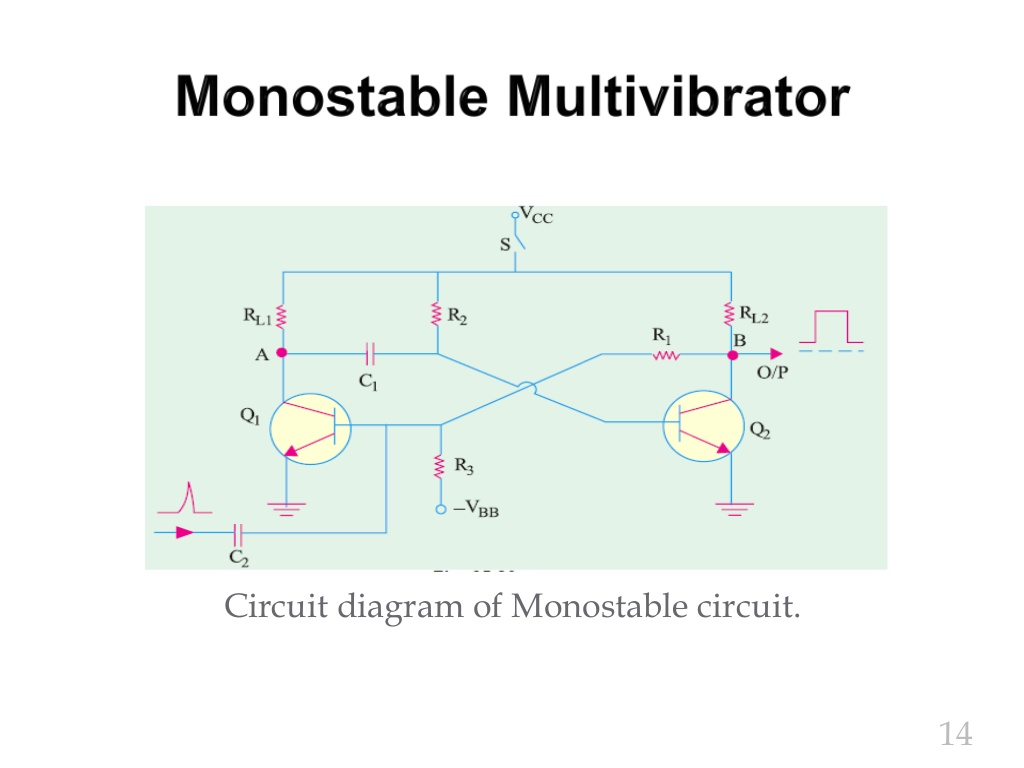 Monostable Multivibrator
VCC
S
RL1
R2
RL2
R1
A
B
C1
O/P
Q1
Q2
R3
–VBB
C2
Circuit diagram of Monostable circuit.
14